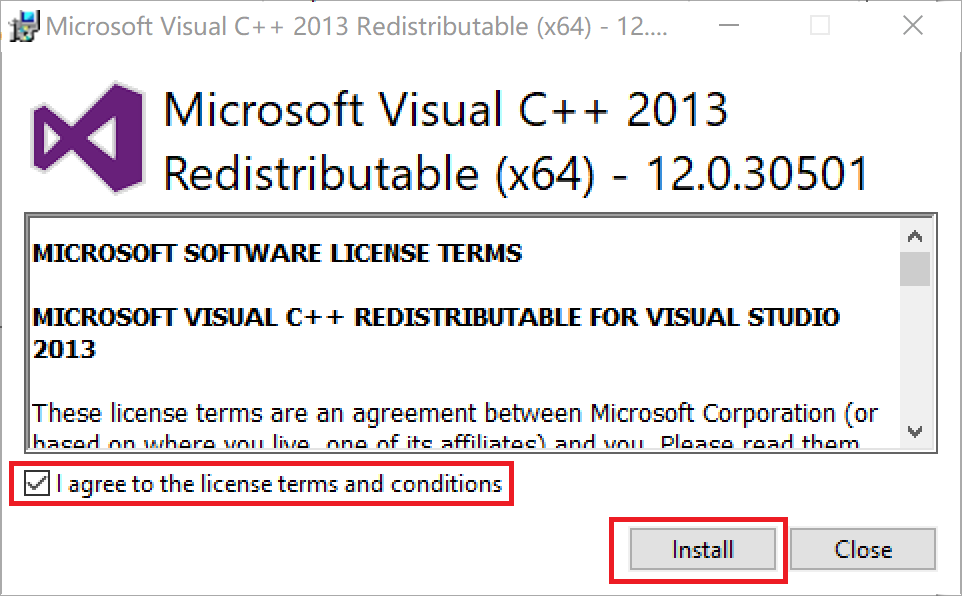 Microsoft Visual C++ 2013 Redistributable (x64) - 12....
Microsoft Visual C++ 2013
Redistributable (x64) - 12.0.30501
MICROSOFT SOFTWARE LICENSE TERMS
MICROSOFT VISUAL C++ REDISTRIBUTABLE FOR VISUAL STUDIO
2013
These license terms are an agreement between Microsoft Corporation (or
based on where you live, one of its affiliates) and you. Please read them.
I agree to the license terms and conditions
Install
Close